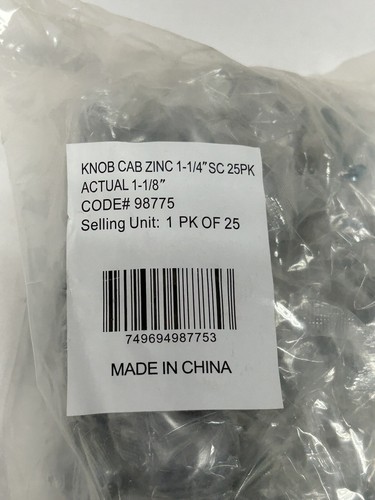 KNOB CAB ZINC 1-1/4" SC 25PK
ACTUAL 1-1/8"
CODE# 98775
Selling Unit: 1 PK OF 25
749694987753
MADE IN CHINA